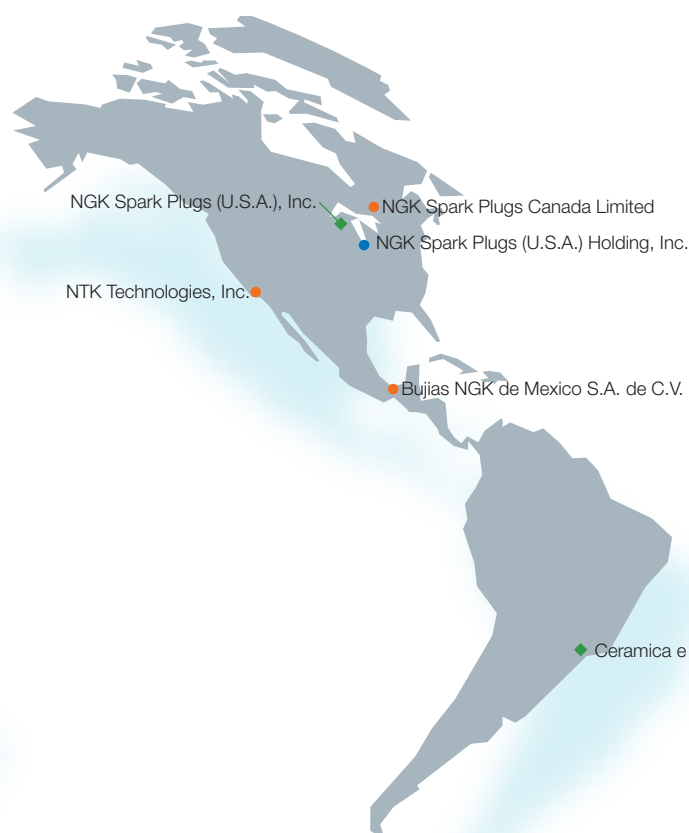 NGK Spark Plugs (U.S.A.), Inc.
NGK Spark Plugs Canada Limited
NGK Spark Plugs (U.S.A.) Holding, Inc.
NTK Technologies, Inc.
Bujias NGK de Mexico S.A. de C.V.
Ceramica e